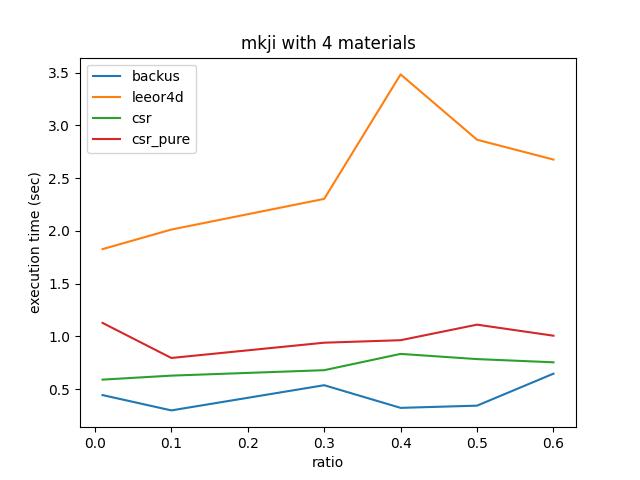 mkji with 4 materials
backus
leeor4d
csr
csr_pure
3.5
3.0
2.5
2.0
1.5
1.0
0.5
execution time (sec)
0.0 0.1 0.2 0.3 0.4 0.5 0.6
ratio